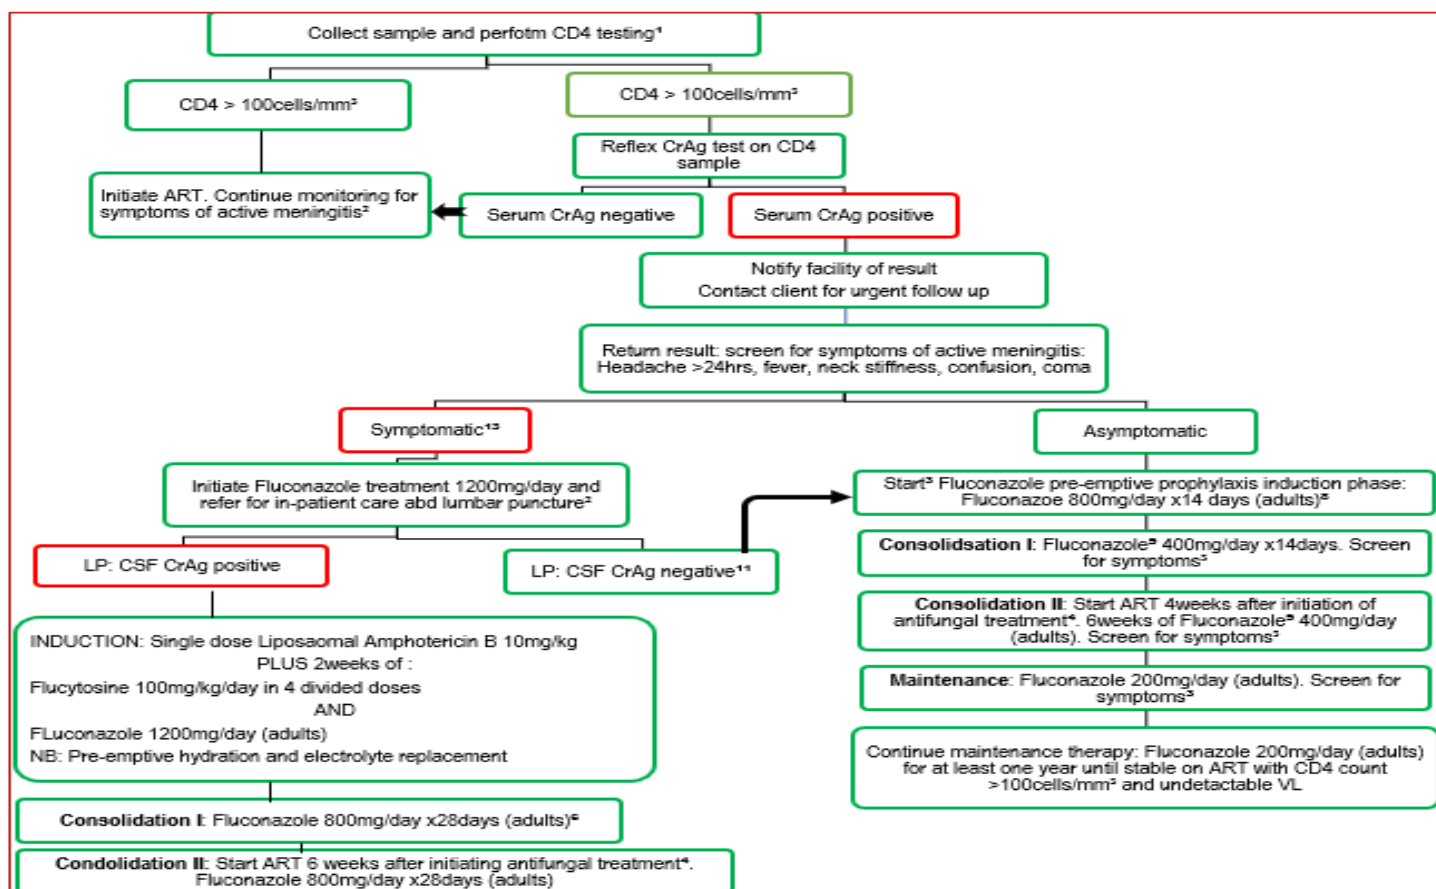 Collect sample and perfotm CD4 testing¹
CD4 > 100cells/mm³
CD4 > 100cells/mm³
Reflex CrAg test on CD4
sample
Initiate ART. Continue monitoring for
symptoms of active meningitis²
Serum CrAg negative
Serum CrAg positive
Notify facility of result
Contact client for urgent follow up
Return result: screen for symptoms of active meningitis:
Headache >24hrs, fever, neck stiffness, confusion, coma
Symptomatic¹³
Asymptomatic
Initiate Fluconazole treatment 1200mg/day and
refer for in-patient care abd lumbar puncture²
Start³ Fluconazole pre-emptive prophylaxis induction phase:
Fluconazoe 800mg/day x14 days (adults)⁵
LP: CSF CrAg positive
LP: CSF CrAg negative¹¹
Consolidsation I: Fluconazole⁵ 400mg/day x14days. Screen
for symptoms³
Consolidation II: Start ART 4weeks after initiation of
antifungal treatment⁴. 6weeks of Fluconazole⁵ 400mg/day
(adults). Screen for symptoms³
INDUCTION: Single dose Liposaomal Amphotericin B 10mg/kg
PLUS 2weeks of :
Flucytosine 100mg/kg/day in 4 divided doses
AND
FLuconazole 1200mg/day (adults)
NB: Pre-emptive hydration and electrolyte replacement
Maintenance: Fluconazole 200mg/day (adults). Screen for
symptoms³
Continue maintenance therapy: Fluconazole 200mg/day (adults)
for at least one year until stable on ART with CD4 count
>100cells/mm³ and undetactable VL
Consolidation I: Fluconazole 800mg/day x28days (adults)⁶
Condolidation II: Start ART 6 weeks after initiating antifungal treatment⁴.
Fluconazole 800mg/day x28days (adults)